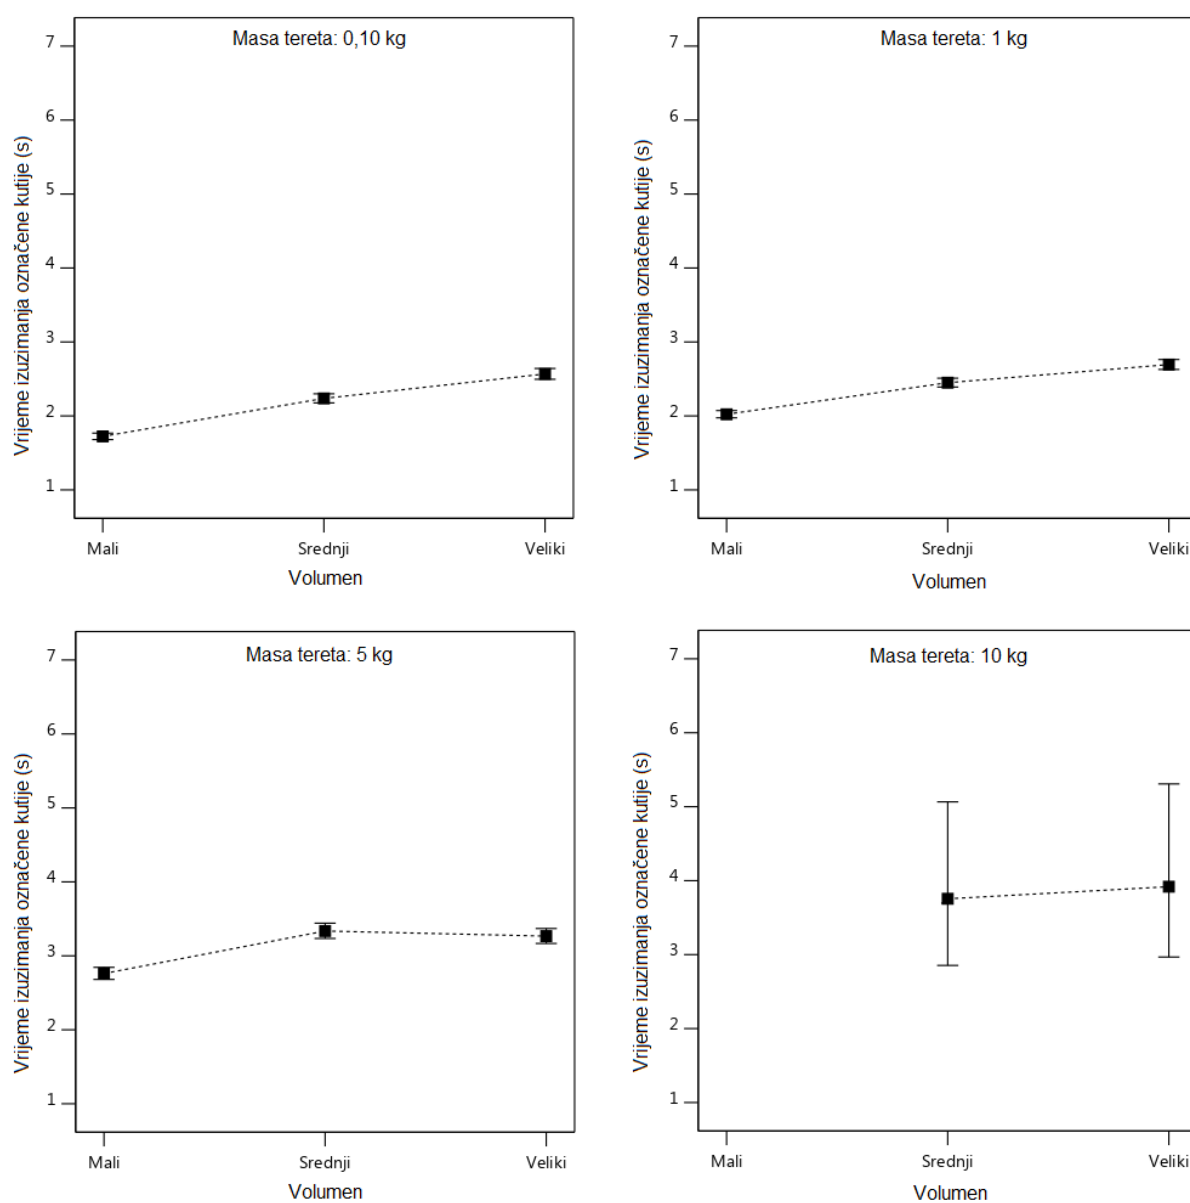 Masa tereta: 0,10 kg
Vrijeme izuzimanja označene kutije (s)
7
6
5
4
3
2
1
Mali Srednji Veliki
Volumen
Masa tereta: 1 kg
Vrijeme izuzimanja označene kutije (s)
7
6
5
4
3
2
1
Mali Srednji Veliki
Volumen
Masa tereta: 5 kg
Vrijeme izuzimanja označene kutije (s)
7
6
5
4
3
2
1
Mali Srednji Veliki
Volumen
Masa tereta: 10 kg
Vrijeme izuzimanja označene kutije (s)
7
6
5
4
3
2
1
Mali Srednji Veliki
Volumen